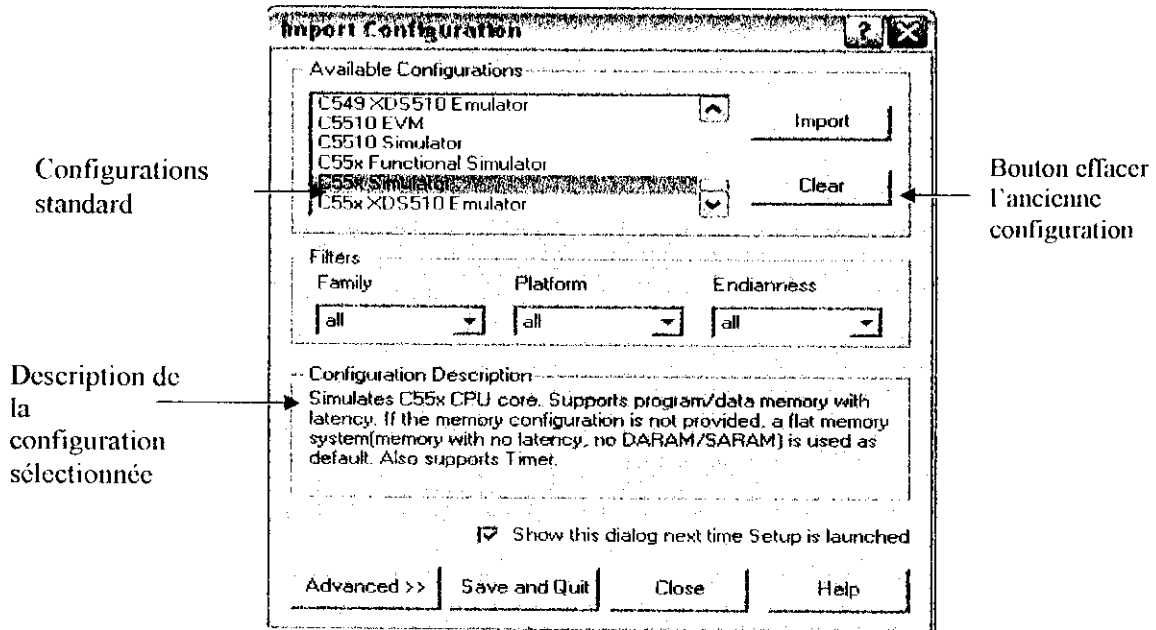 Import Configuration
Available Configurations
C549 XDS510 Emulator
C5510 EVM
C5510 Simulator
C55x Functional Simulator
C55x Simulator
C55x XDS510 Emulator
Import
Clear
Configurations
standard
Bouton effacer
l'ancienne
configuration
Filters
Family
Platform
Endianness
all
all
all
Description de
la
configuration
sélectionnée
Configuration Description
Simulates C55x CPU core. Supports program/data memory with
latency. If the memory configuration is not provided, a flat memory
system(memory with no latency, no DARAM/SARAM) is used as
default. Also supports Timer.
Show this dialog next time Setup is launched
Advanced >>
Save and Quit
Close
Help